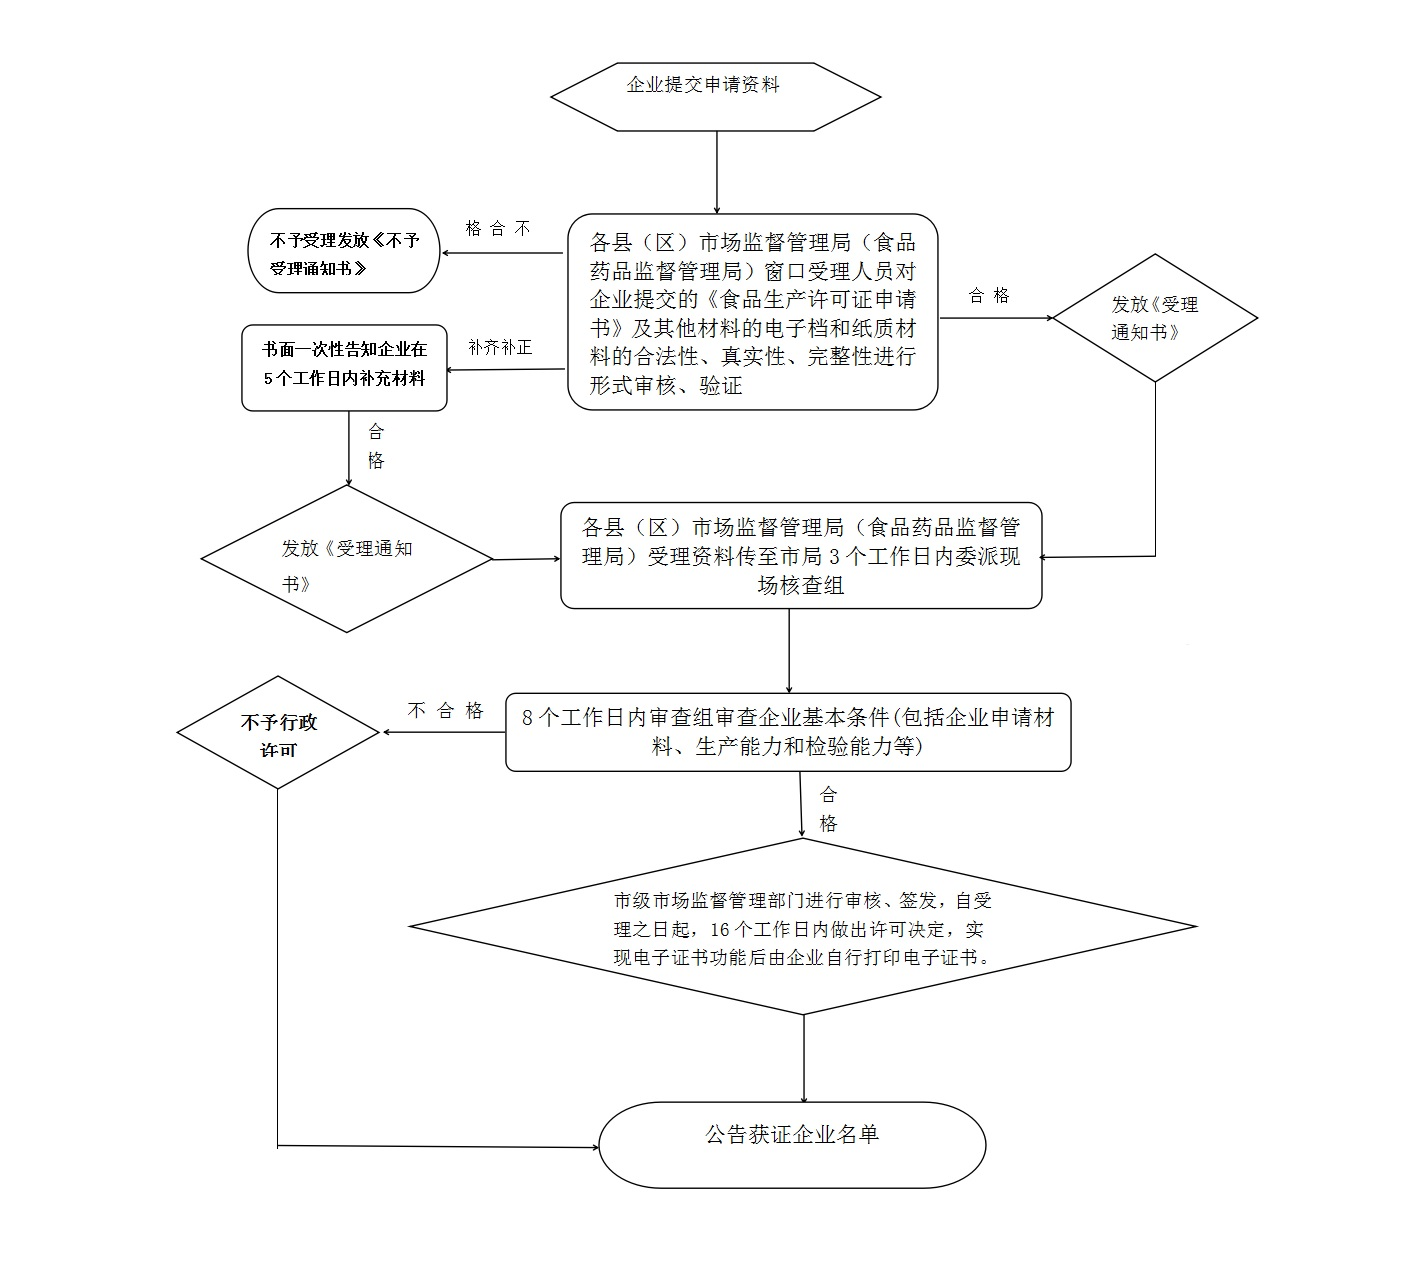 企业提交申请资料
格 合 不
不予受理发放《不予
受理通知书》
各县（区）市场监督管理局（食品
药品监督管理局）窗口受理人员对
企业提交的《食品生产许可证申请
书》及其他材料的电子档和纸质材
料的合法性、真实性、完整性进行
形式审核、验证
合 格
发放《受理
通知书》
补齐补正
书面一次性告知企业在
5个工作日内补充材料
合
格
发放《受理通知
书》
各县（区）市场监督管理局（食品药品监督管
理局）受理资料传至市局 3 个工作日内委派现
场核查组
不 合 格
不予行政
许可
8 个工作日内审查组审查企业基本条件(包括企业申请材
料、生产能力和检验能力等)
合
格
市级市场监督管理部门进行审核、签发，自受
理之日起，16 个工作日内做出许可决定，实
现电子证书功能后由企业自行打印电子证书。
公告获证企业名单